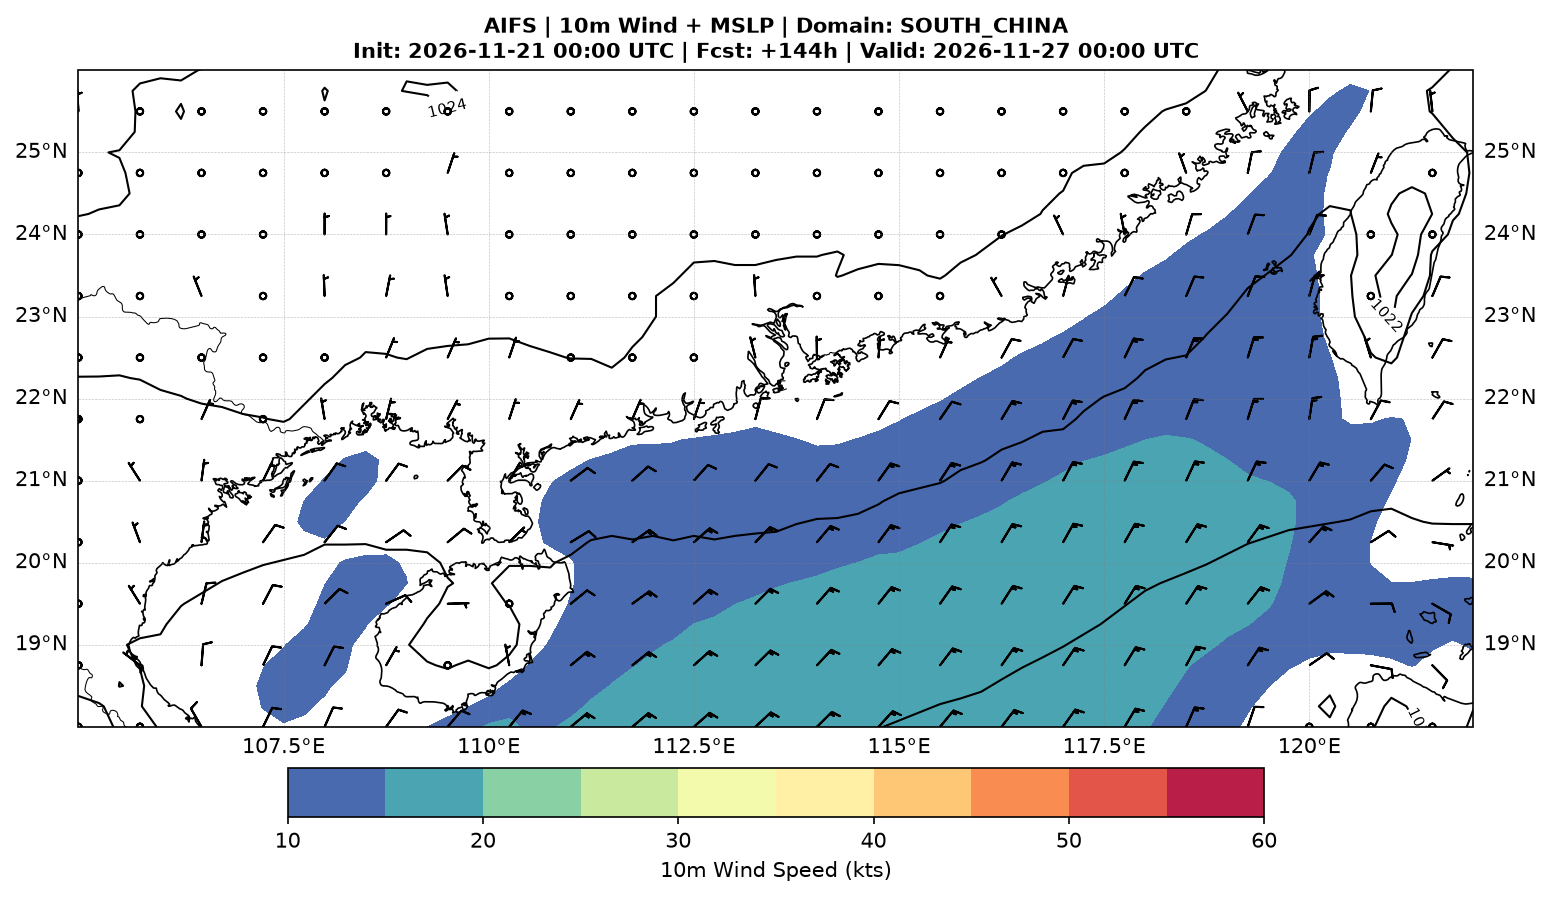 AIFS | 10m Wind + MSLP | Domain: SOUTH_CHINA
Init: 2026-11-21 00:00 UTC | Fcst: +144h | Valid: 2026-11-27 00:00 UTC
1024
25°N 25°N
24°N 24°N
23°N 1022 23°N
22°N 22°N
21°N 21°N
20°N 20°N
19°N 19°N
107.5°E 110°E 112.5°E 115°E 117.5°E 120°E
10 20 30 40 50 60
10m Wind Speed (kts)